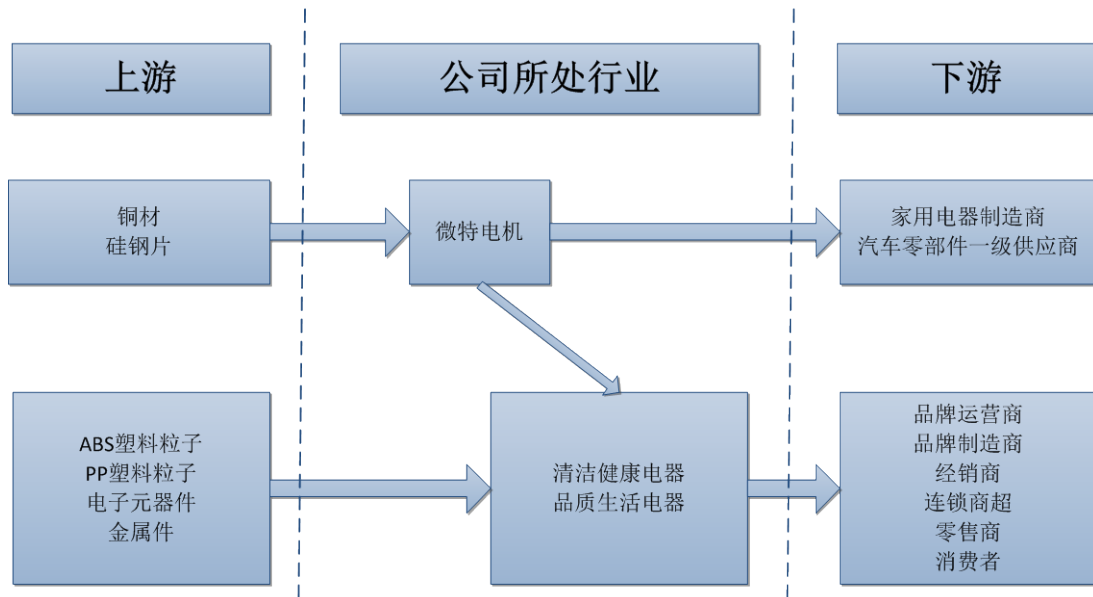 上游
公司所处行业
下游
铜材
硅钢片
微特电机
家用电器制造商
汽车零部件一级供应商
ABS塑料粒子
PP塑料粒子
电子元器件
金属件
清洁健康电器
品质生活电器
品牌运营商
品牌制造商
经销商
连锁商超
零售商
消费者